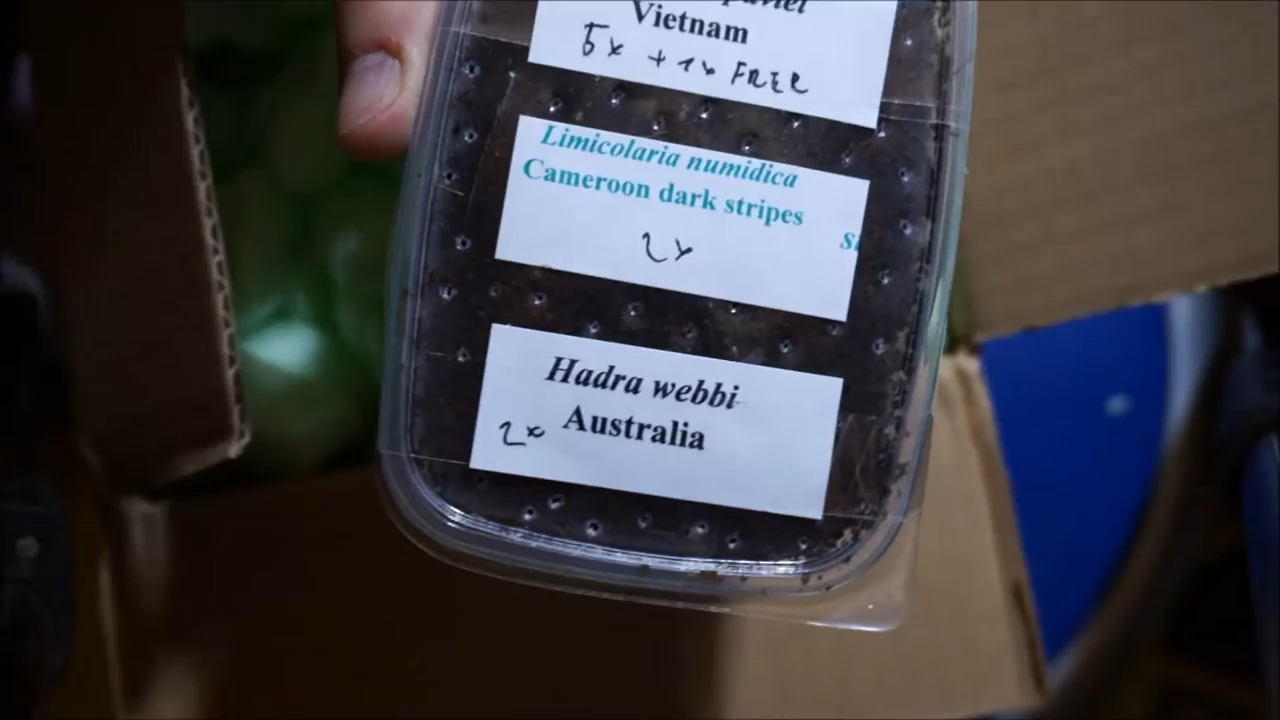 Vietnam
5x + 1x FREE
Limicolaria numidica
Cameroon dark stripes
2x
Hadra webbi
Australia
2x